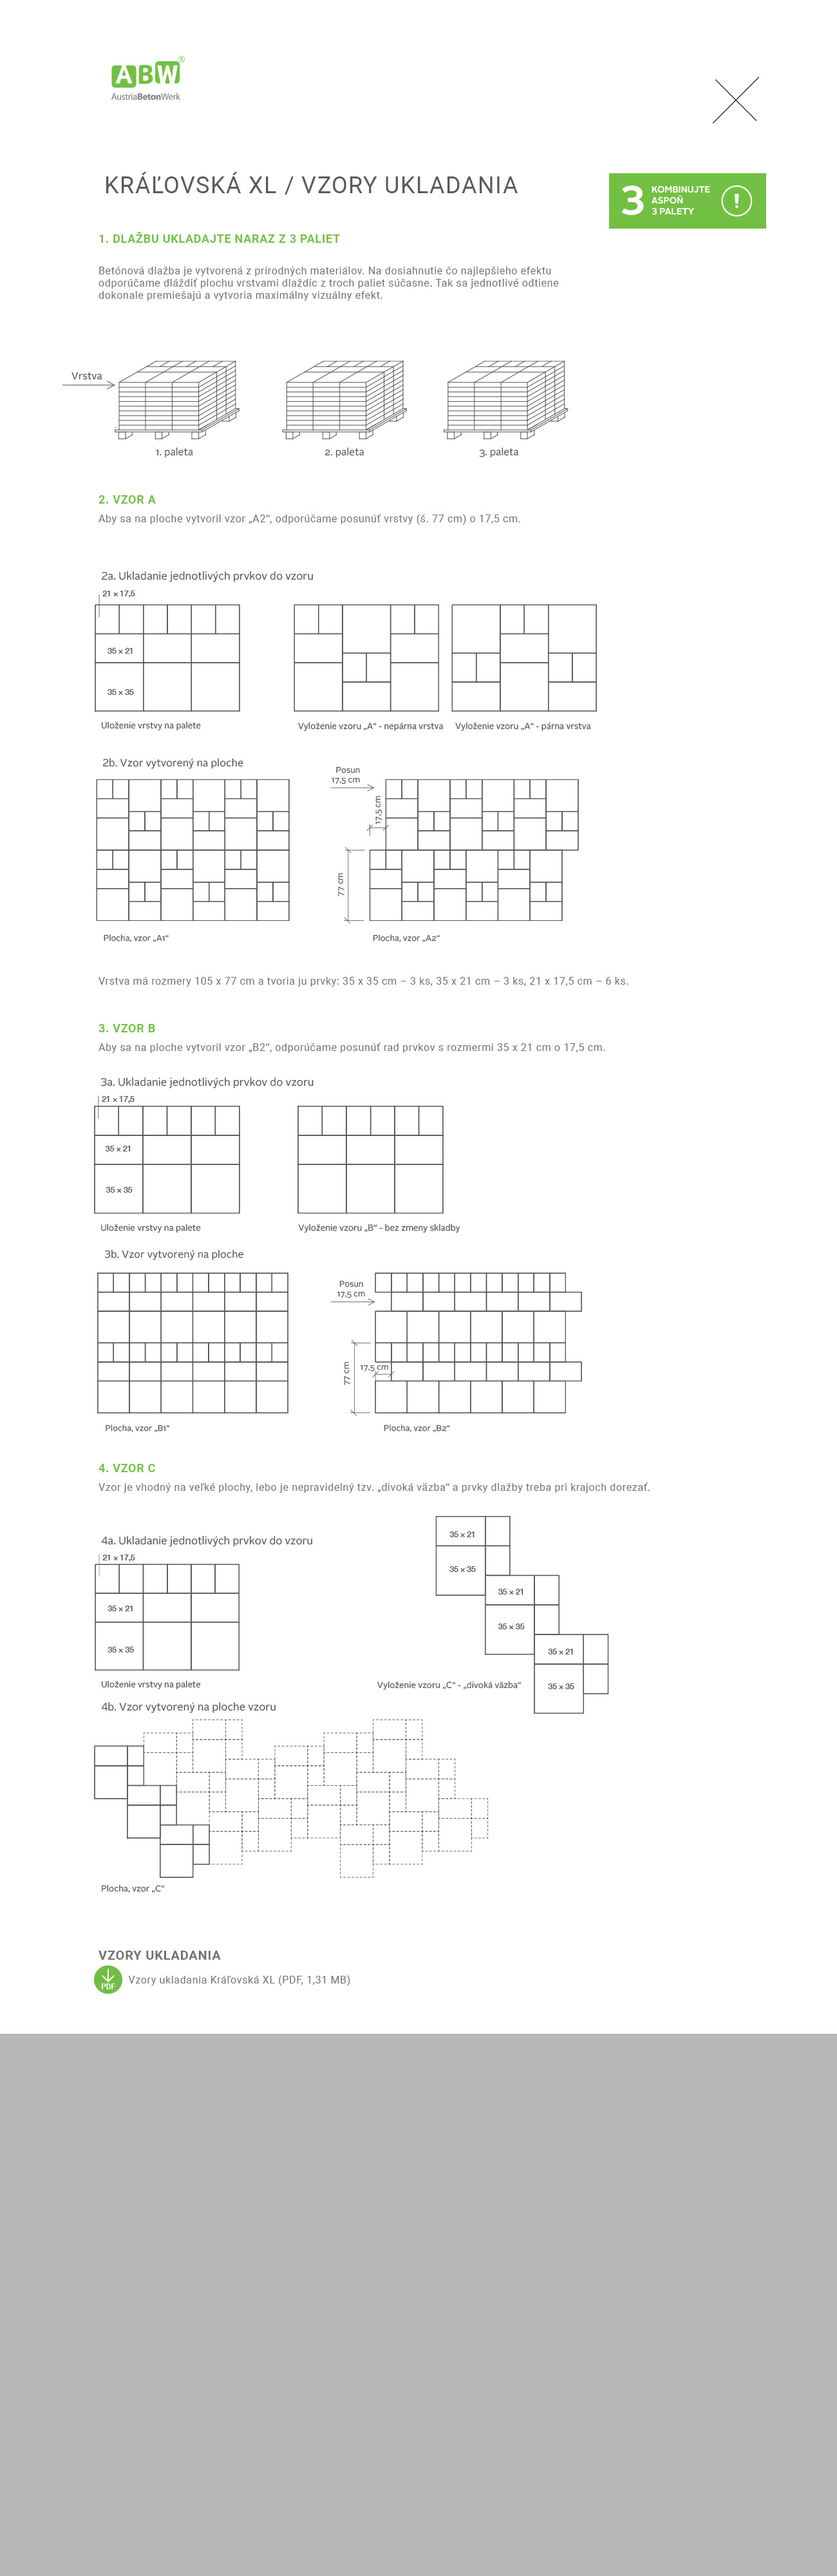 ABW®
AustriaBetonWerk
KRÁĽOVSKÁ XL / VZORY UKLADANIA
3 KOMBINUJTE
ASPOŇ
3 PALETY
!
1. DLAŽBU UKLADAJTE NARAZ Z 3 PALIET
Betónová dlažba je vytvorená z prírodných materiálov. Na dosiahnutie čo najlepšieho efektu
odporúčame dláždiť plochu vrstvami dlaždíc z troch paliet súčasne. Tak sa jednotlivé odtiene
dokonale premiešajú a vytvoria maximálny vizuálny efekt.
Vrstva
1. paleta
2. paleta
3. paleta
2. VZOR A
Aby sa na ploche vytvoril vzor „A2“, odporúčame posunúť vrstvy (š. 77 cm) o 17,5 cm.
2a. Ukladanie jednotlivých prvkov do vzoru
21 × 17,5
35 × 21
35 × 35
Uloženie vrstvy na palete
Vyloženie vzoru „A“ - nepárna vrstva
Vyloženie vzoru „A“ - párna vrstva
2b. Vzor vytvorený na ploche
Posun
17,5 cm
17,5 cm
77 cm
Plocha, vzor „A1“
Plocha, vzor „A2“
Vrstva má rozmery 105 x 77 cm a tvoria ju prvky: 35 x 35 cm – 3 ks, 35 x 21 cm – 3 ks, 21 x 17,5 cm – 6 ks.
3. VZOR B
Aby sa na ploche vytvoril vzor „B2“, odporúčame posunúť rad prvkov s rozmermi 35 x 21 cm o 17,5 cm.
3a. Ukladanie jednotlivých prvkov do vzoru
21 × 17,5
35 × 21
35 × 35
Uloženie vrstvy na palete
Vyloženie vzoru „B“ - bez zmeny skladby
3b. Vzor vytvorený na ploche
Posun
17,5 cm
77 cm
17,5 cm
Plocha, vzor „B1“
Plocha, vzor „B2“
4. VZOR C
Vzor je vhodný na veľké plochy, lebo je nepravidelný tzv. „divoká väzba“ a prvky dlažby treba pri krajoch dorezať.
4a. Ukladanie jednotlivých prvkov do vzoru
21 × 17,5
35 × 21
35 × 35
Uloženie vrstvy na palete
35 × 21
35 × 35
35 × 21
35 × 35
35 × 21
35 × 35
Vyloženie vzoru „C“ - „divoká väzba“
4b. Vzor vytvorený na ploche vzoru
Plocha, vzor „C“
VZORY UKLADANIA
PDF
Vzory ukladania Kráľovská XL (PDF, 1,31 MB)